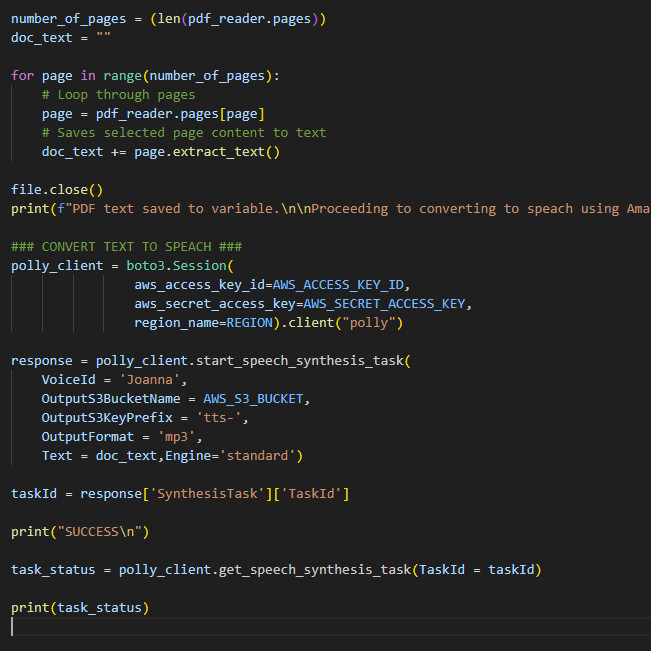 number_of_pages = (len(pdf_reader.pages))
doc_text = ""
for page in range(number_of_pages):
    # Loop through pages
    page = pdf_reader.pages[page]
    # Saves selected page content to text
    doc_text += page.extract_text()
file.close()
print(f"PDF text saved to variable.\n\nProceeding to converting to speach using Ama
### CONVERT TEXT TO SPEACH ###
polly_client = boto3.Session(
                aws_access_key_id=AWS_ACCESS_KEY_ID,
                aws_secret_access_key=AWS_SECRET_ACCESS_KEY,
                region_name=REGION).client("polly")
response = polly_client.start_speech_synthesis_task(
    VoiceId = 'Joanna',
    OutputS3BucketName = AWS_S3_BUCKET,
    OutputS3KeyPrefix = 'tts-',
    OutputFormat = 'mp3',
    Text = doc_text,Engine='standard')
taskId = response['SynthesisTask']['TaskId']
print("SUCCESS\n")
task_status = polly_client.get_speech_synthesis_task(TaskId = taskId)
print(task_status)